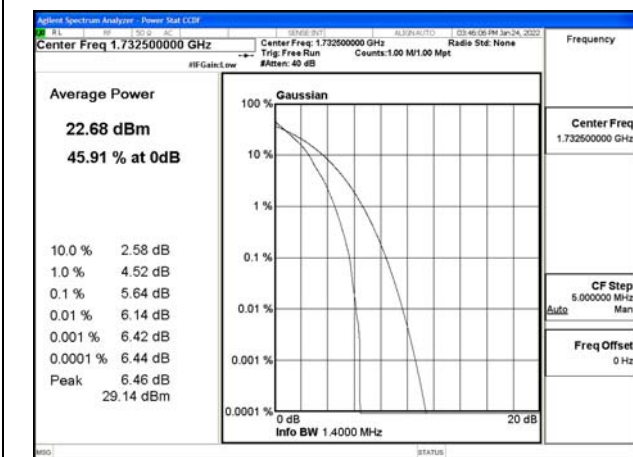 Agilent Spectrum Analyzer - Power Stat CCDF
RL RF 50 Ω AC SENSE:INT ALIGNAUTO 03:46:06 PM Jan 24, 2022
Center Freq 1.732500000 GHz
Center Freq: 1.732500000 GHz
Radio Std: None
Trig: Free Run
Counts:1.00 M/1.00 Mpt
#IFGain:Low
#Atten: 40 dB
Frequency
Average Power
22.68 dBm
45.91 % at 0dB
10.0 % 2.58 dB
1.0 % 4.52 dB
0.1 % 5.64 dB
0.01 % 6.14 dB
0.001 % 6.42 dB
0.0001 % 6.44 dB
Peak 6.46 dB
29.14 dBm
Gaussian
100 %
10 %
1 %
0.1 %
0.01 %
0.001 %
0.0001 %
0 dB
20 dB
Info BW 1.4000 MHz
Center Freq
1.732500000 GHz
CF Step
5.000000 MHz
Auto Man
Freq Offset
0 Hz
MSG
STATUS